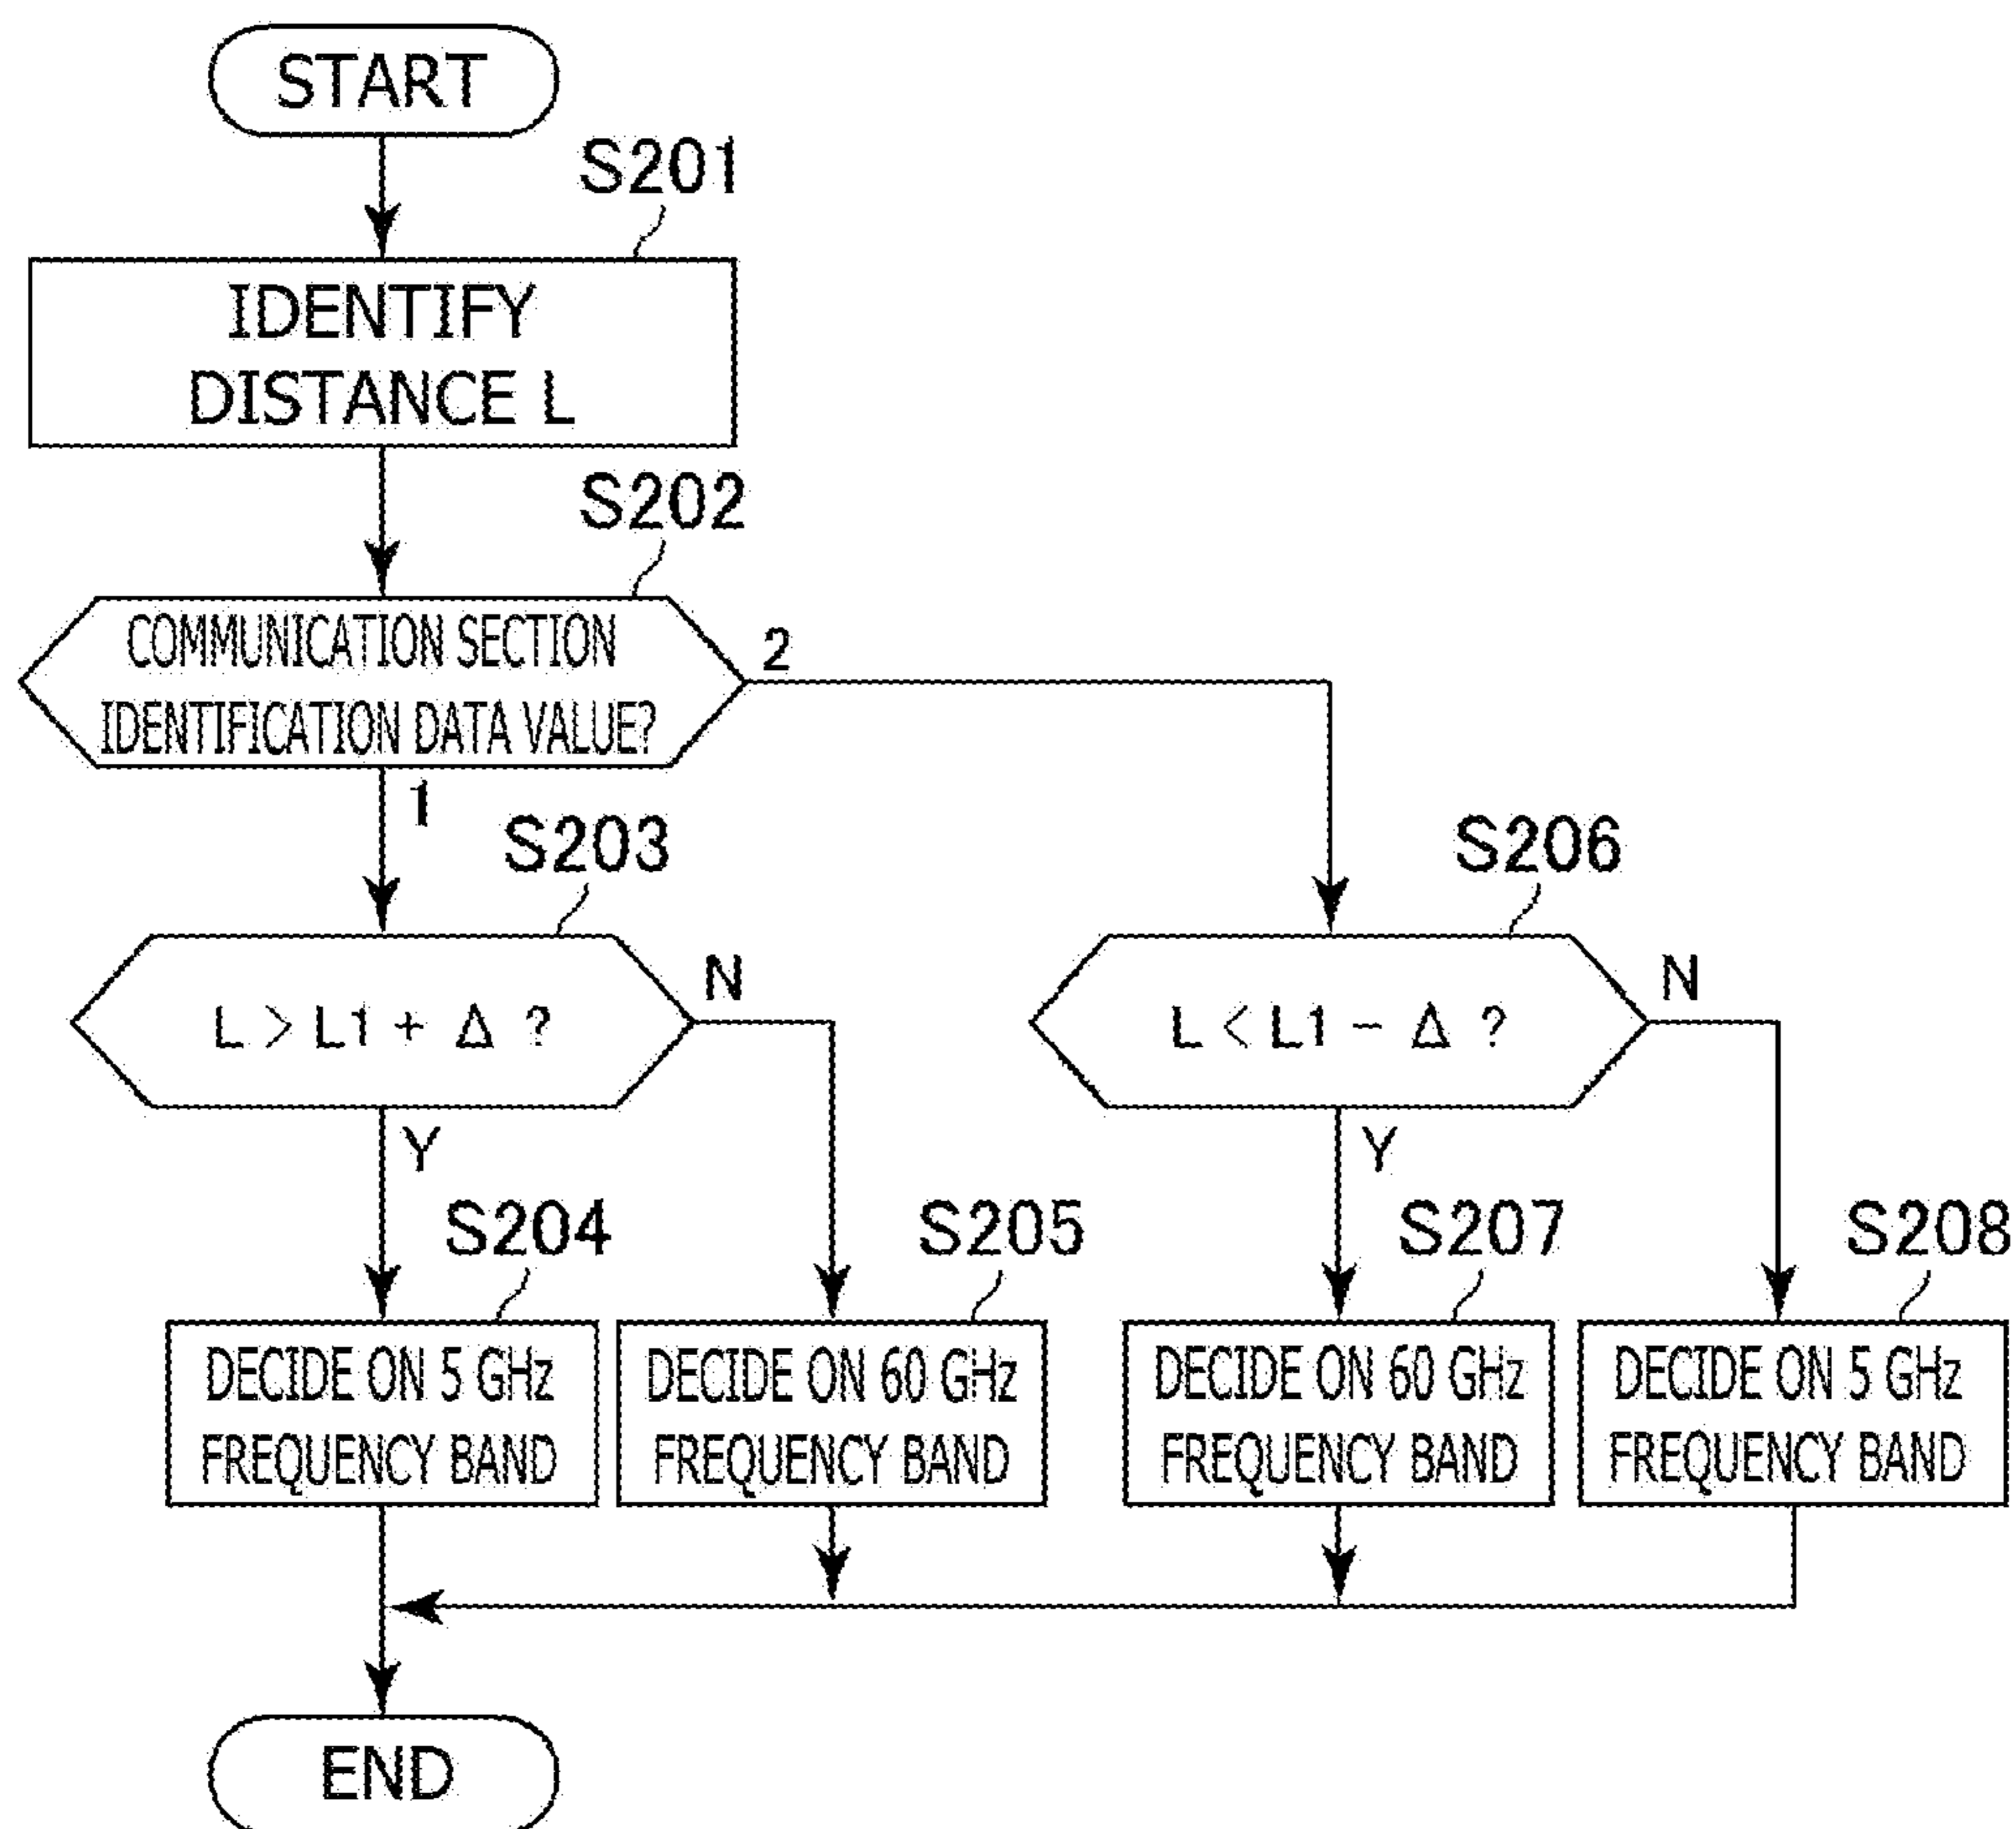 START
S201
IDENTIFY
DISTANCE L
S202
COMMUNICATION SECTION
IDENTIFICATION DATA VALUE?
2
1
S203
L > L1 + Δ ?
N
Y
S206
L < L1 - Δ ?
N
Y
S204
DECIDE ON 5 GHz
FREQUENCY BAND
S205
DECIDE ON 60 GHz
FREQUENCY BAND
S207
DECIDE ON 60 GHz
FREQUENCY BAND
S208
DECIDE ON 5 GHz
FREQUENCY BAND
END